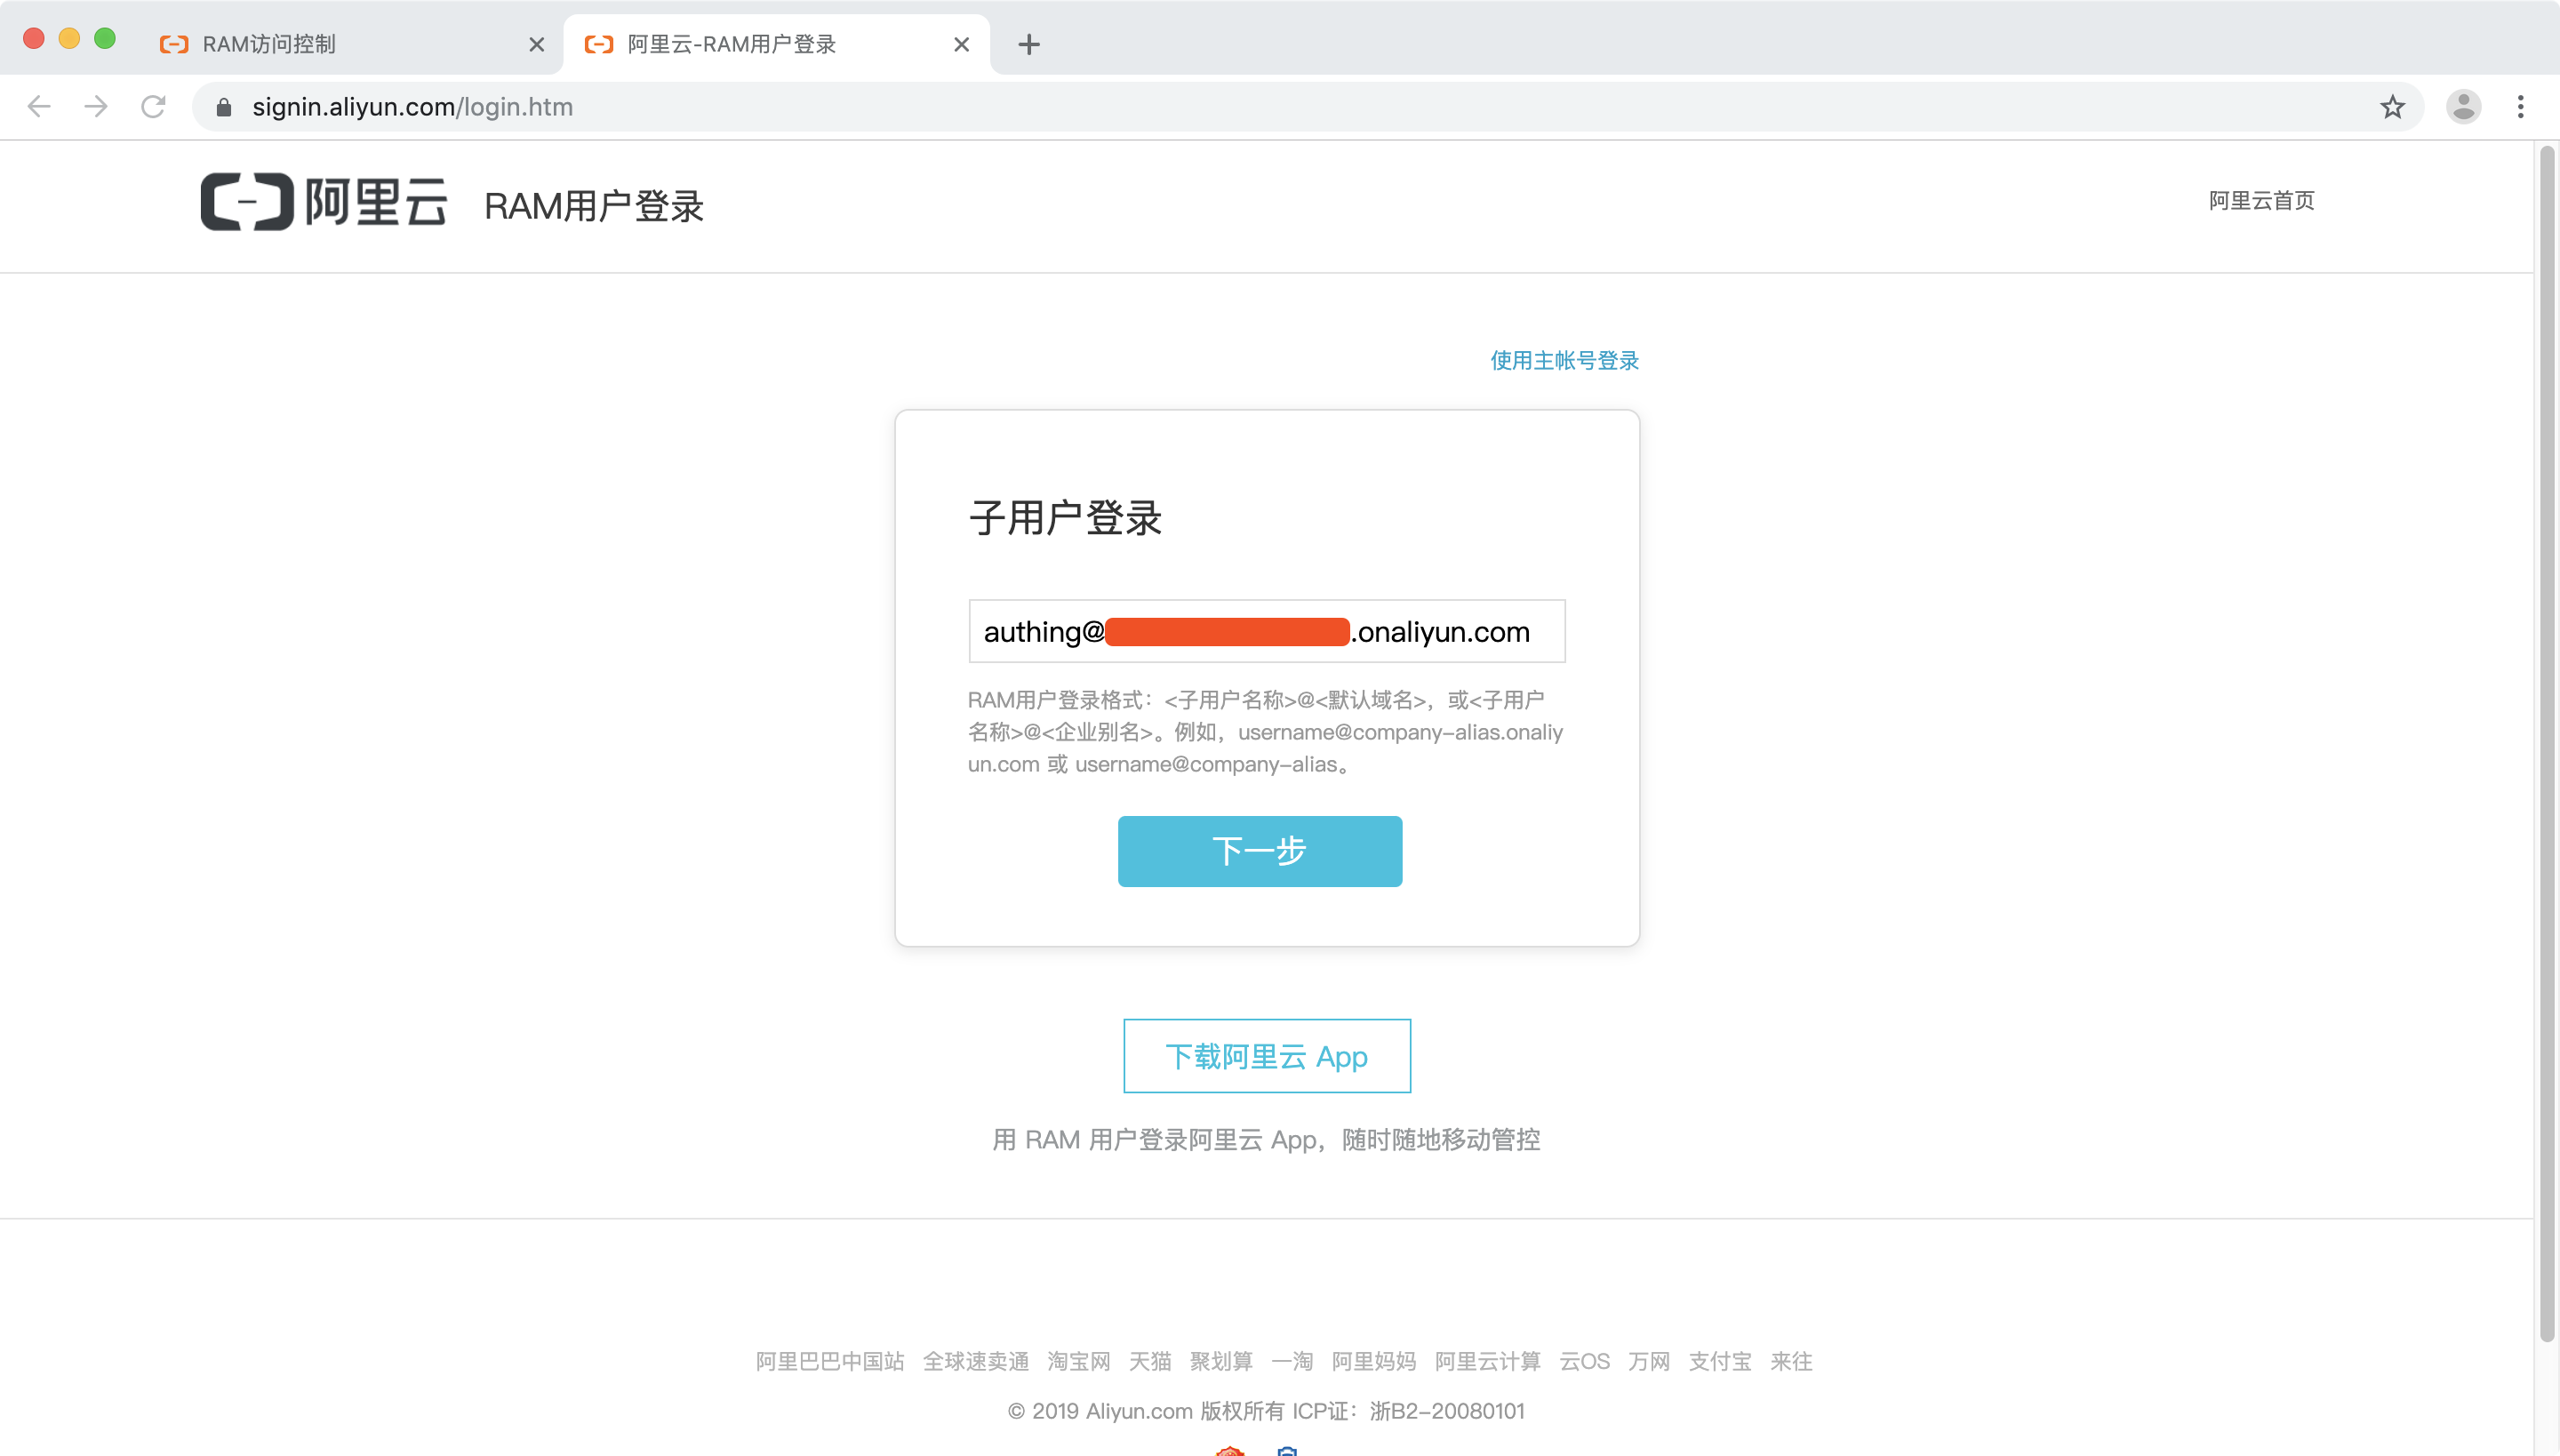 RAM访问控制
阿里云-RAM用户登录
signin.aliyun.com/login.htm
阿里云
RAM用户登录
阿里云首页
使用主帐号登录
子用户登录
authing@ .onaliyun.com
RAM用户登录格式：<子用户名称>@<默认域名>，或<子用户
名称>@<企业别名>。例如，username@company-alias.onaliy
un.com 或 username@company-alias。
下一步
下载阿里云 App
用 RAM 用户登录阿里云 App，随时随地移动管控
阿里巴巴中国站 全球速卖通 淘宝网 天猫 聚划算 一淘 阿里妈妈 阿里云计算 云OS 万网 支付宝 来往
© 2019 Aliyun.com 版权所有 ICP证：浙B2-20080101